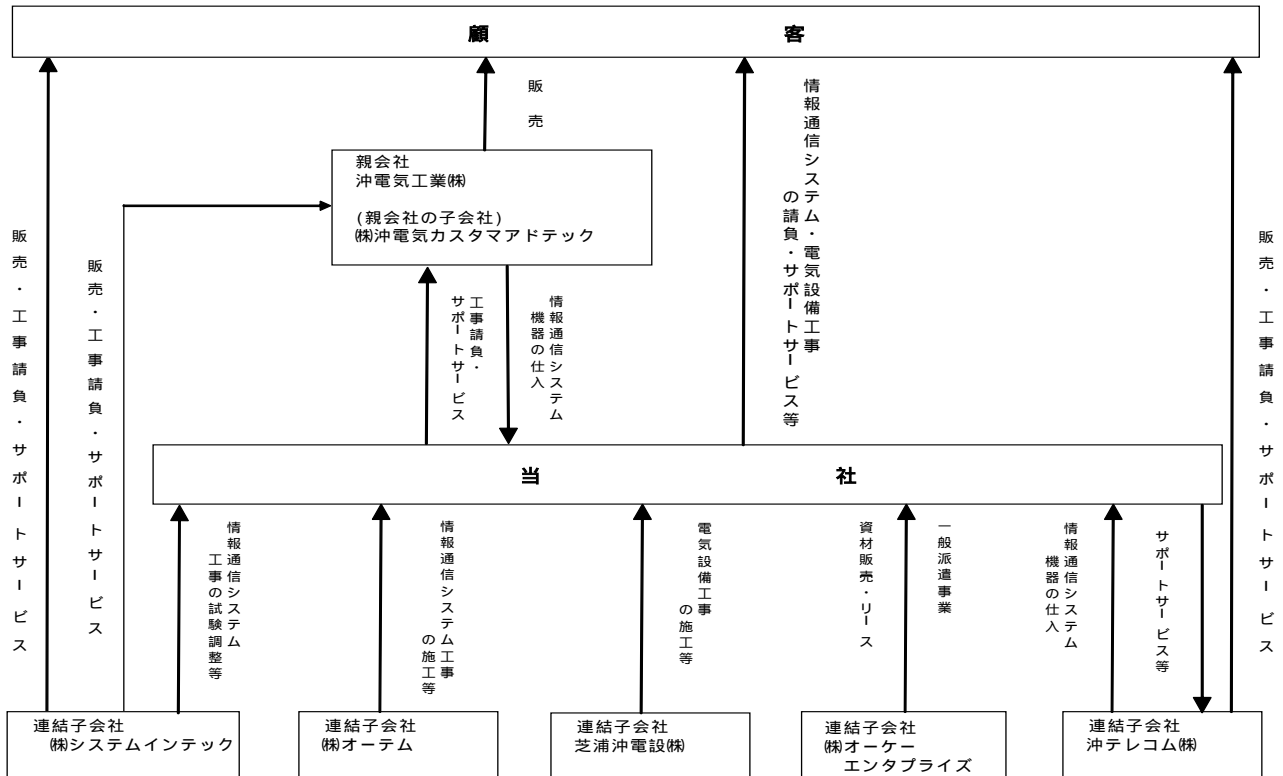 顧 客
販売
情報通信システム・電気設備工事
の請負・サポートサービス等
親会社
沖電気工業㈱
(親会社の子会社)
㈱沖電気カスタマアドテック
販売・工事請負・サポートサービス
販売・工事請負・サポートサービス
工事請負・
サポートサービス
情報通信システム
機器の仕入
販売・工事請負・サポートサービス
当 社
情報通信システム
工事の試験調整等
情報通信システム工事
の施工等
電気設備工事
の施工等
資材販売・リース
一般派遣事業
情報通信システム
機器の仕入
サポートサービス等
連結子会社
㈱システムインテック
連結子会社
㈱オーテム
連結子会社
芝浦沖電設㈱
連結子会社
㈱オーケー
エンタプライズ
連結子会社
沖テレコム㈱